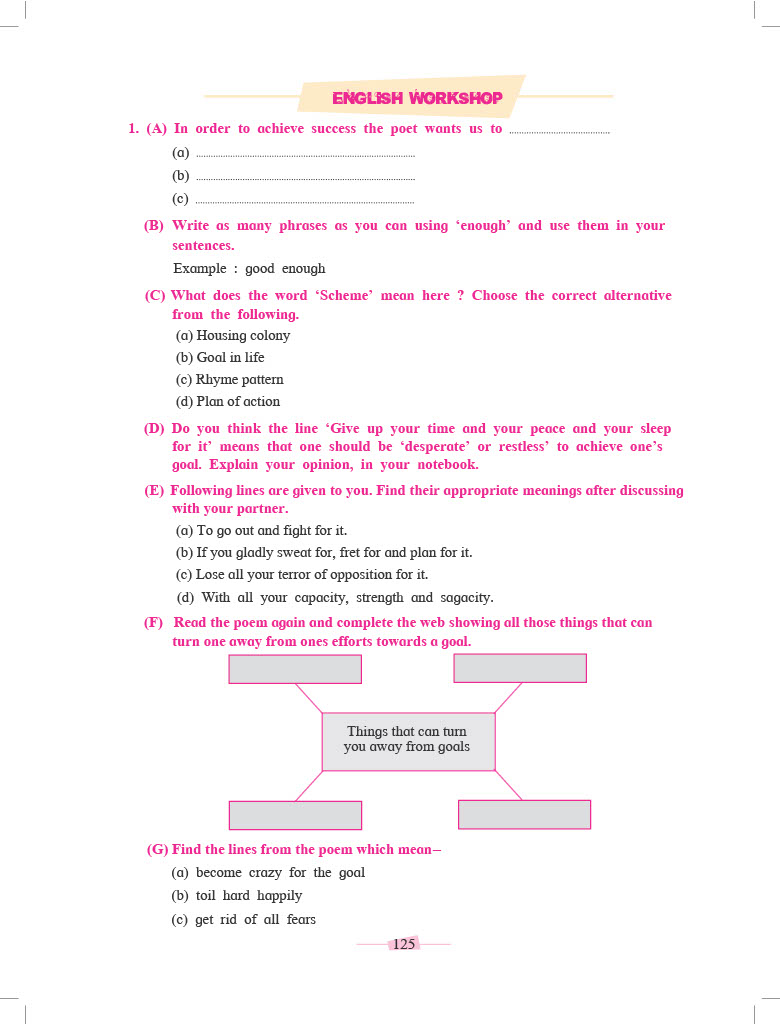 ENGLISH WORKSHOP
1. (A) In order to achieve success the poet wants us to ......................................
(a) ..................................................................................
(b) ..................................................................................
(c) ..................................................................................
(B) Write as many phrases as you can using ‘enough’ and use them in your
sentences.
Example : good enough
(C) What does the word ‘Scheme’ mean here ? Choose the correct alternative
from the following.
(a) Housing colony
(b) Goal in life
(c) Rhyme pattern
(d) Plan of action
(D) Do you think the line ‘Give up your time and your peace and your sleep
for it’ means that one should be ‘desperate’ or restless’ to achieve one’s
goal. Explain your opinion, in your notebook.
(E) Following lines are given to you. Find their appropriate meanings after discussing
with your partner.
(a) To go out and fight for it.
(b) If you gladly sweat for, fret for and plan for it.
(c) Lose all your terror of opposition for it.
(d) With all your capacity, strength and sagacity.
(F) Read the poem again and complete the web showing all those things that can
turn one away from ones efforts towards a goal.
Things that can turn
you away from goals
(G) Find the lines from the poem which mean–
(a) become crazy for the goal
(b) toil hard happily
(c) get rid of all fears
125